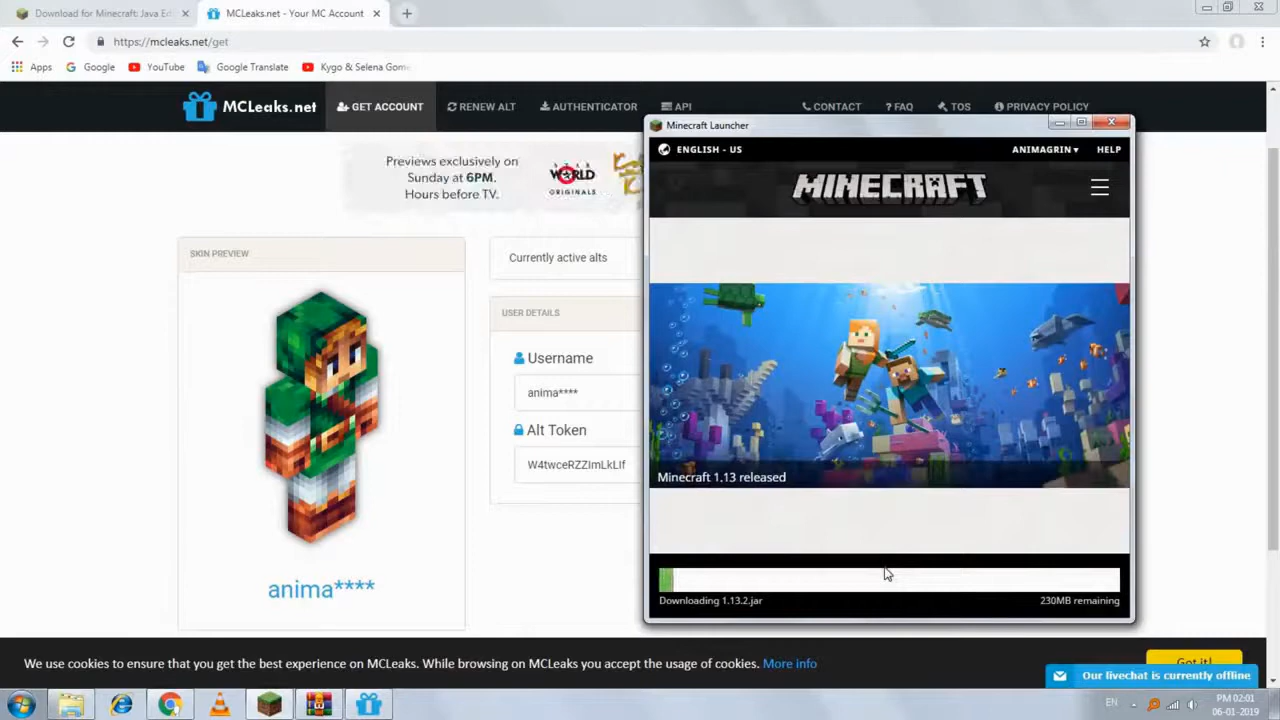 Download for Minecraft: Java Ed
MCLeaks.net - Your MC Account
https://mcleaks.net/get
Apps
Google
YouTube
Google Translate
Kygo & Selena Gom
MCLeaks.net
GET ACCOUNT
RENEW ALT
AUTHENTICATOR
API
CONTACT
? FAQ
TOS
PRIVACY POLICY
Previews exclusively on
Sunday at 6PM.
Hours before TV.
WORLD
ORIGINALS
SKIN PREVIEW
anima****
Currently active alts
USER DETAILS
Username
anima****
Alt Token
W4twceRZZImLkLIf
Minecraft Launcher
ENGLISH - US
ANIMAGRIN
HELP
MINECRAFT
Minecraft 1.13 released
Downloading 1.13.2.jar
230MB remaining
We use cookies to ensure that you get the best experience on MCLeaks. While browsing on MCLeaks you accept the usage of cookies. More info
Got it!
Our livechat is currently offline
EN
PM 02:01
06-01-2019